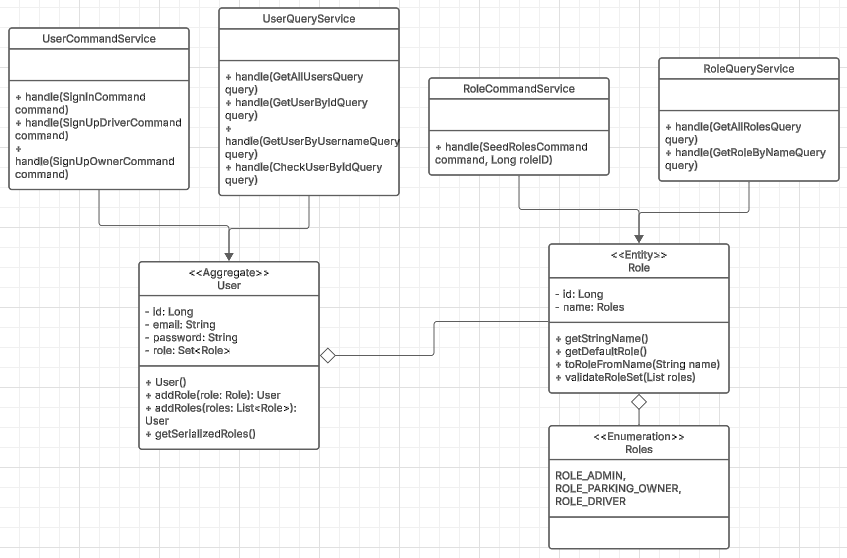 UserCommandService
+ handle(SignInCommand
command)
+ handle(SignUpDriverCommand
command)
+
handle(SignUpOwnerCommand
command)
UserQueryService
+ handle(GetAllUsersQuery
query)
+ handle(GetUserByIdQuery
query)
+
handle(GetUserByUsernameQuery
query)
+ handle(CheckUserByIdQuery
query)
RoleCommandService
+ handle(SeedRolesCommand
command, Long roleID)
RoleQueryService
+ handle(GetAllRolesQuery
query)
+ handle(GetRoleByNameQuery
query)
<<Aggregate>>
User
- id: Long
- email: String
- password: String
- role: Set<Role>
+ User()
+ addRole(role: Role): User
+ addRoles(roles: List<Role>):
User
+ getSerializedRoles()
<<Entity>>
Role
- id: Long
- name: Roles
+ getStringName()
+ getDefaultRole()
+ toRoleFromName(String name)
+ validateRoleSet(List roles)
<<Enumeration>>
Roles
ROLE_ADMIN,
ROLE_PARKING_OWNER,
ROLE_DRIVER